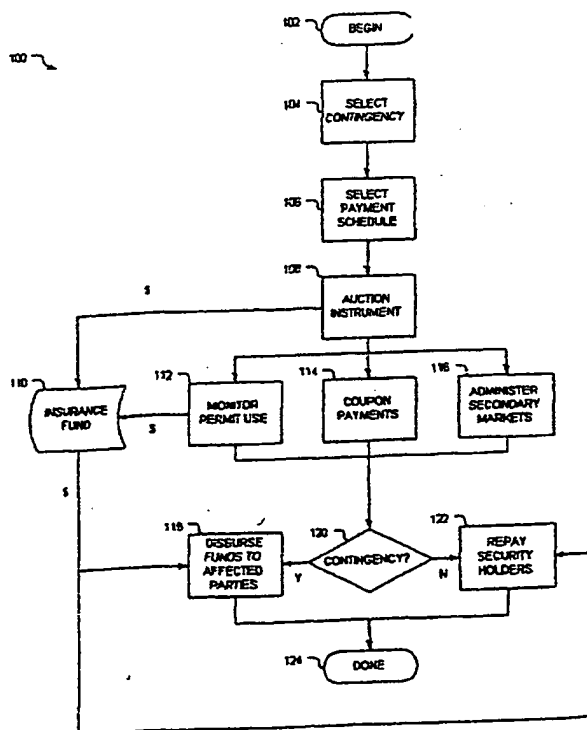 102
BEGIN
100
104
SELECT
CONTINGENCY
106
SELECT
PAYMENT
SCHEDULE
108
AUCTION
INSTRUMENT
$
110
INSURANCE
FUND
112
MONITOR
PERMIT USE
$
114
COUPON
PAYMENTS
116
ADMINISTER
SECONDARY
MARKETS
$
118
DISBURSE
FUNDS TO
AFFECTED
PARTIES
120
CONTINGENCY?
Y
N
122
REPAY
SECURITY
HOLDERS
124
DONE